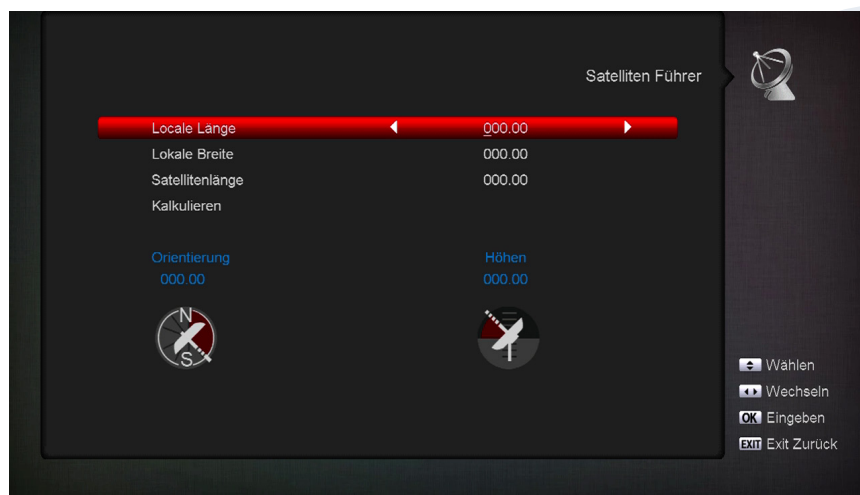 Satelliten Führer
Locale Länge 000.00
Lokale Breite 000.00
Satellitenlänge 000.00
Kalkulieren
Orientierung Höhen
000.00 000.00
N
S
Wählen
Wechseln
OK Eingeben
EXIT Exit Zurück